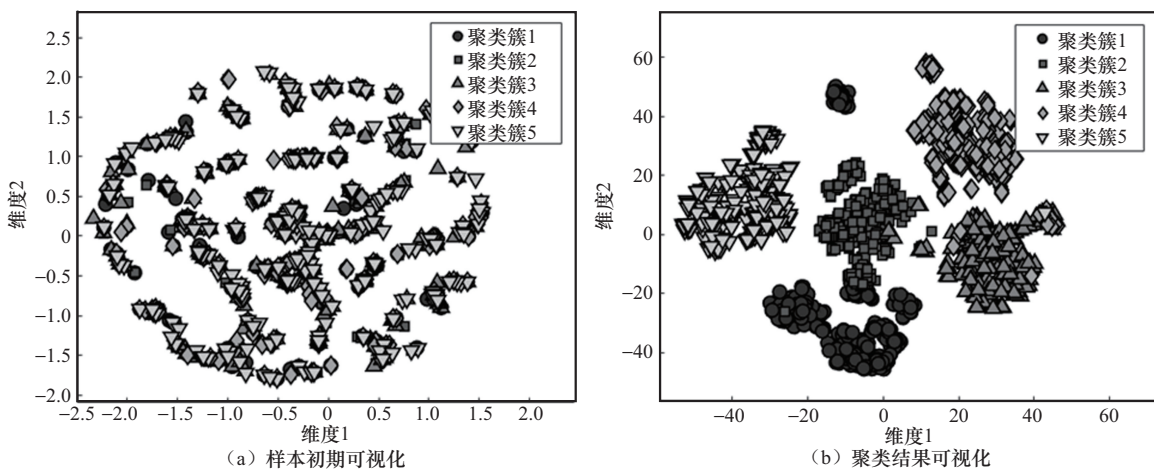 2.5
2.0
1.5
1.0
0.5
0
−0.5
−1.0
−1.5
−2.0
维度2
−2.5 −2.0 −1.5 −1.0 −0.5 0 0.5 1.0 1.5 2.0
维度1
聚类簇1
聚类簇2
聚类簇3
聚类簇4
聚类簇5
(a) 样本初期可视化
60
40
20
0
−20
−40
维度2
−40 −20 0 20 40 60
维度1
聚类簇1
聚类簇2
聚类簇3
聚类簇4
聚类簇5
(b) 聚类结果可视化